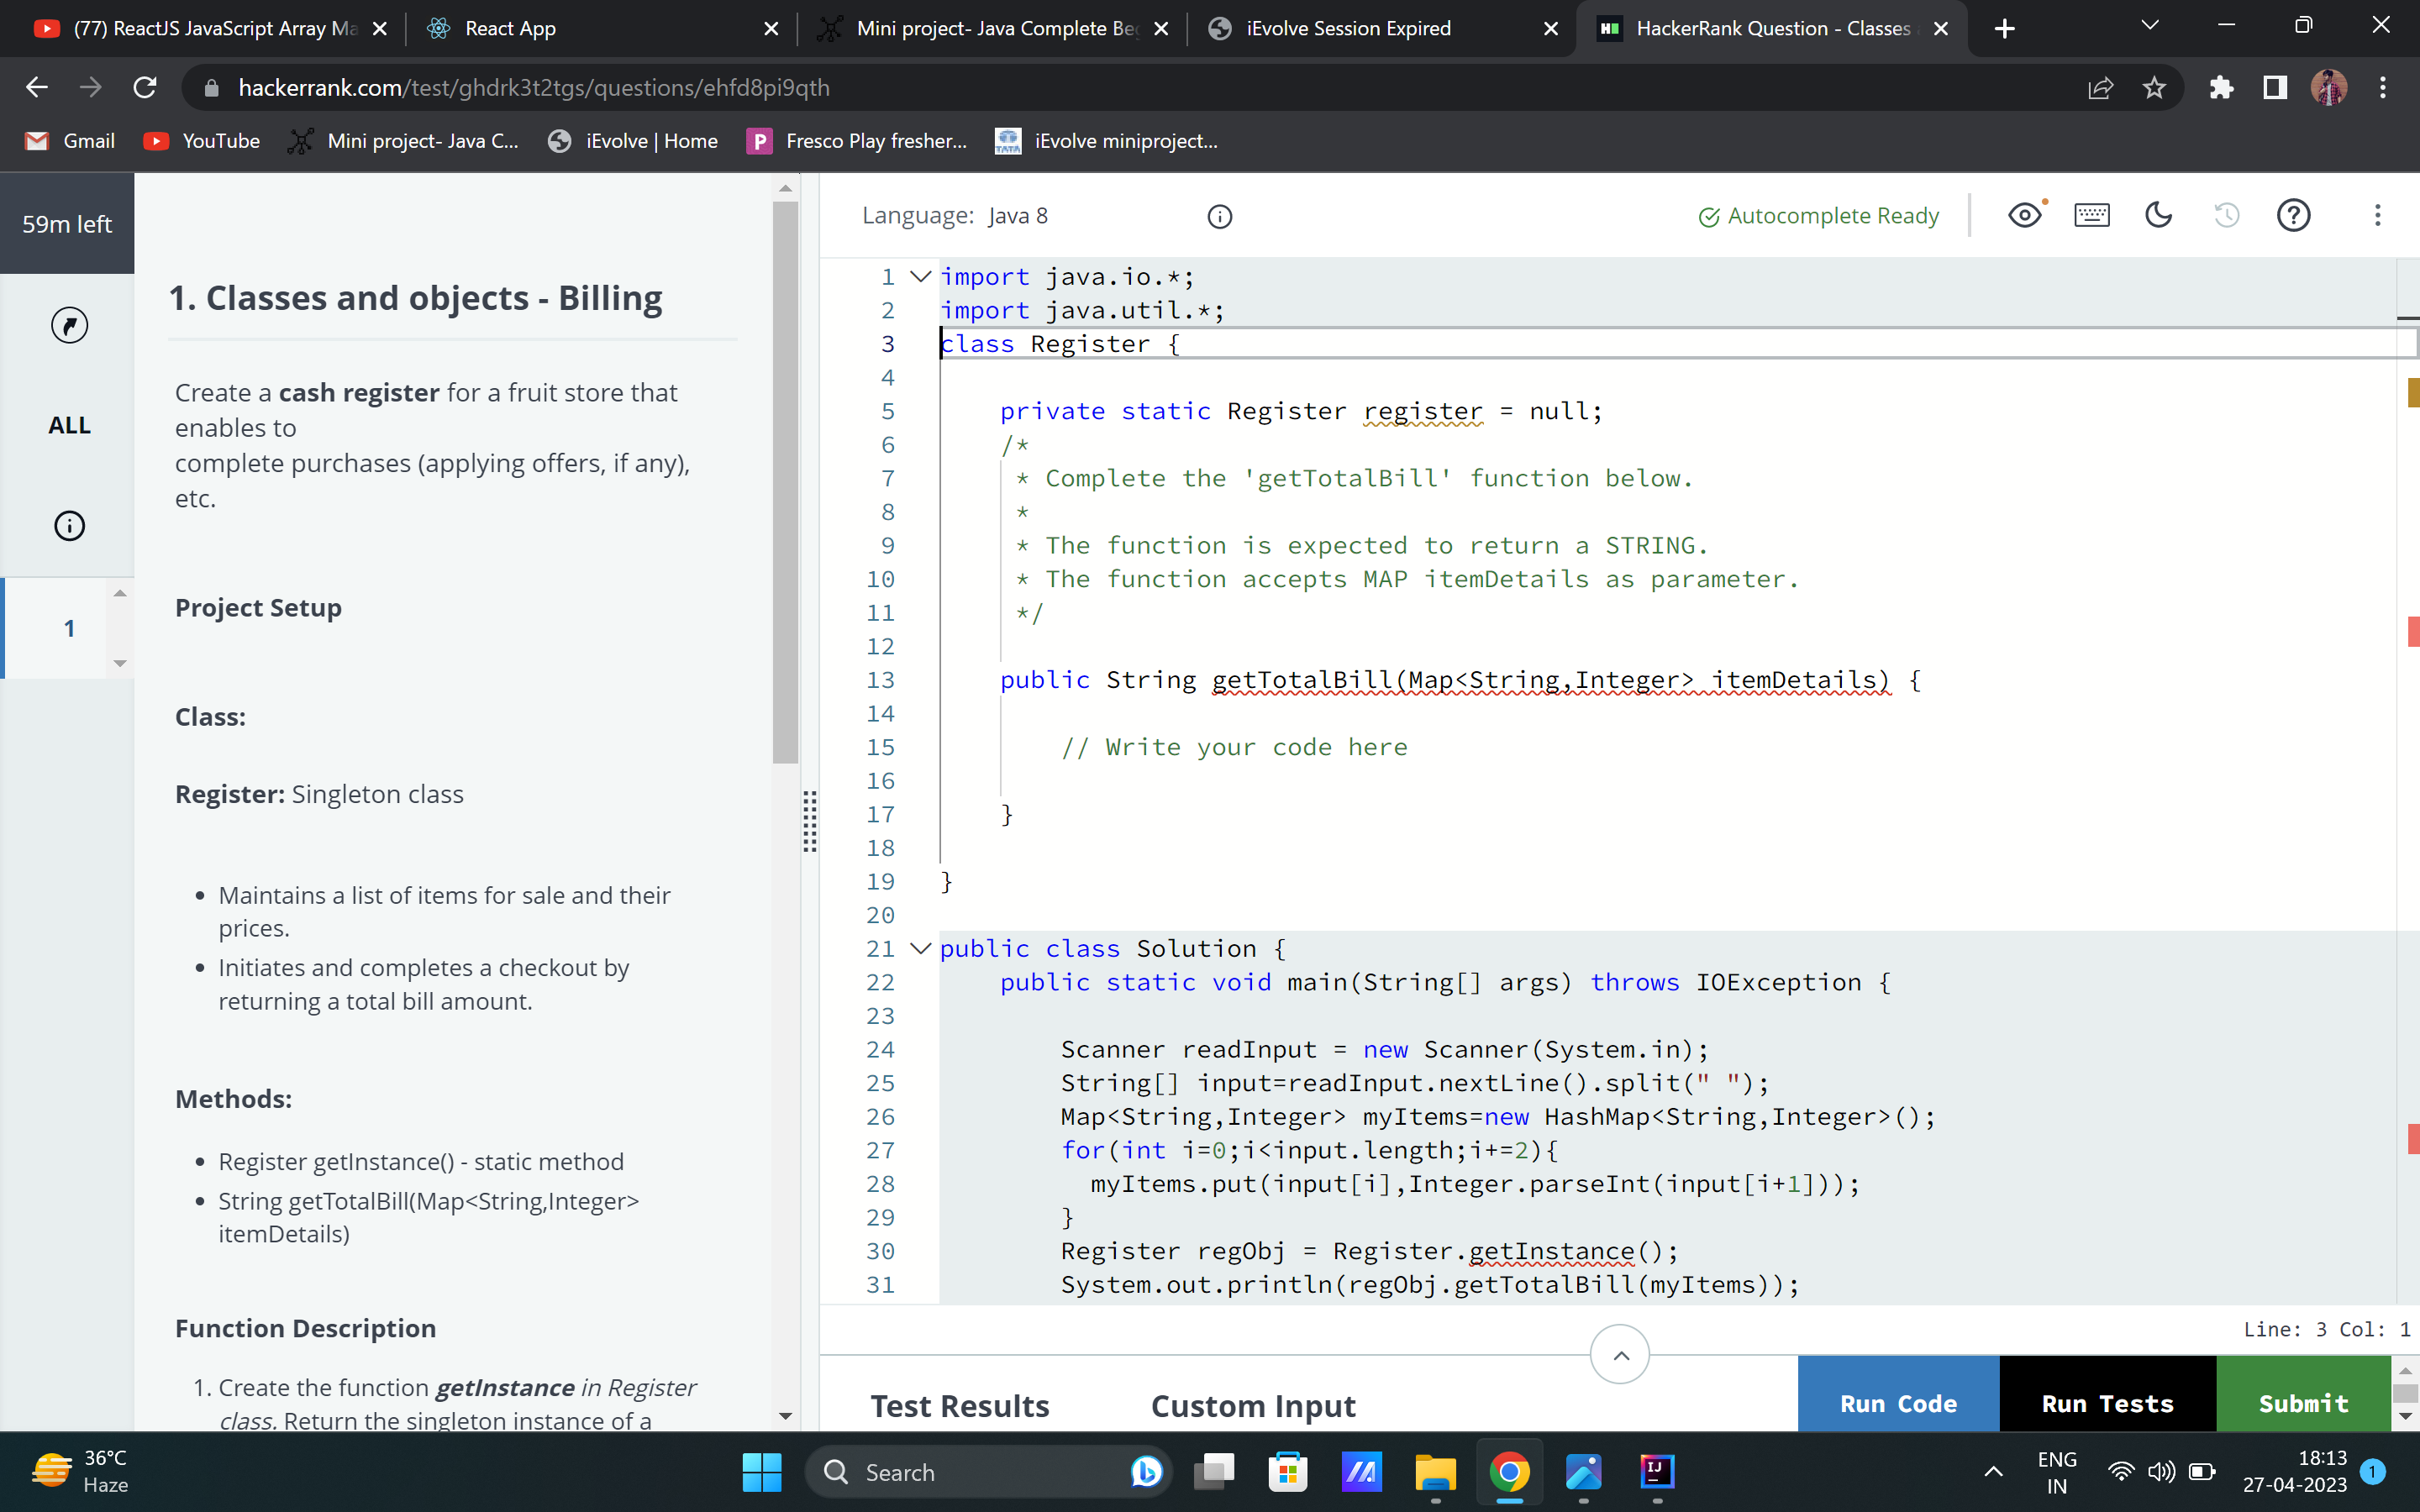 (77) ReactJS JavaScript Array Ma
React App
Mini project- Java Complete Be
iEvolve Session Expired
HackerRank Question - Classes
hackerrank.com/test/ghdrk3t2tgs/questions/ehfd8pi9qth
Gmail
YouTube
Mini project- Java C...
iEvolve | Home
Fresco Play fresher...
iEvolve miniproject...
59m left
ALL
1
1. Classes and objects - Billing
Create a cash register for a fruit store that
enables to
complete purchases (applying offers, if any),
etc.
Project Setup
Class:
Register: Singleton class
• Maintains a list of items for sale and their
prices.
• Initiates and completes a checkout by
returning a total bill amount.
Methods:
• Register getInstance() - static method
• String getTotalBill(Map<String,Integer>
itemDetails)
Function Description
1. Create the function getInstance in Register
class. Return the singleton instance of a
Language: Java 8
Autocomplete Ready
1 import java.io.*;
2 import java.util.*;
3 class Register {
4
5 private static Register register = null;
6 /*
7 * Complete the 'getTotalBill' function below.
8 *
9 * The function is expected to return a STRING.
10 * The function accepts MAP itemDetails as parameter.
11 */
12
13 public String getTotalBill(Map<String,Integer> itemDetails) {
14
15 // Write your code here
16
17 }
18
19 }
20
21 public class Solution {
22 public static void main(String[] args) throws IOException {
23
24 Scanner readInput = new Scanner(System.in);
25 String[] input=readInput.nextLine().split(" ");
26 Map<String,Integer> myItems=new HashMap<String,Integer>();
27 for(int i=0;i<input.length;i+=2){
28 myItems.put(input[i],Integer.parseInt(input[i+1]));
29 }
30 Register regObj = Register.getInstance();
31 System.out.println(regObj.getTotalBill(myItems));
Line: 3 Col: 1
Test Results
Custom Input
Run Code
Run Tests
Submit
36°C
Haze
Search
ENG
IN
18:13
27-04-2023
1